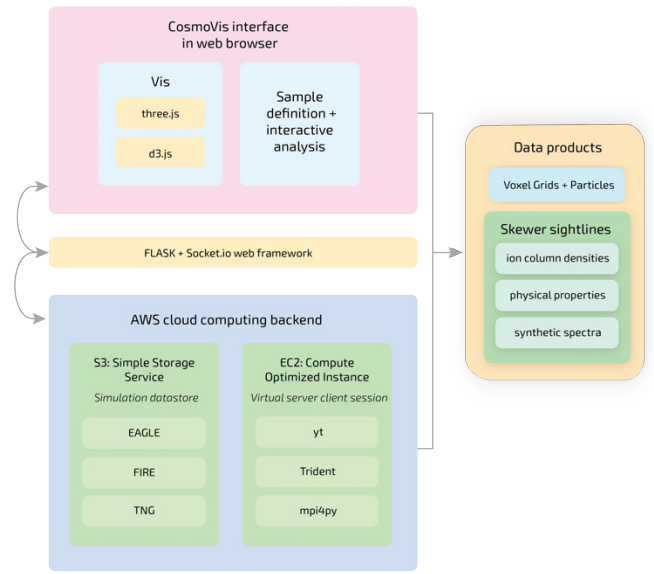 CosmoVis interface
in web browser
Vis
three.js
d3.js
Sample
definition +
interactive
analysis
FLASK + Socket.io web framework
AWS cloud computing backend
S3: Simple Storage
Service
Simulation datastore
EAGLE
FIRE
TNG
EC2: Compute
Optimized Instance
Virtual server client session
yt
Trident
mpi4py
Data products
Voxel Grids + Particles
Skewer sightlines
ion column densities
physical properties
synthetic spectra